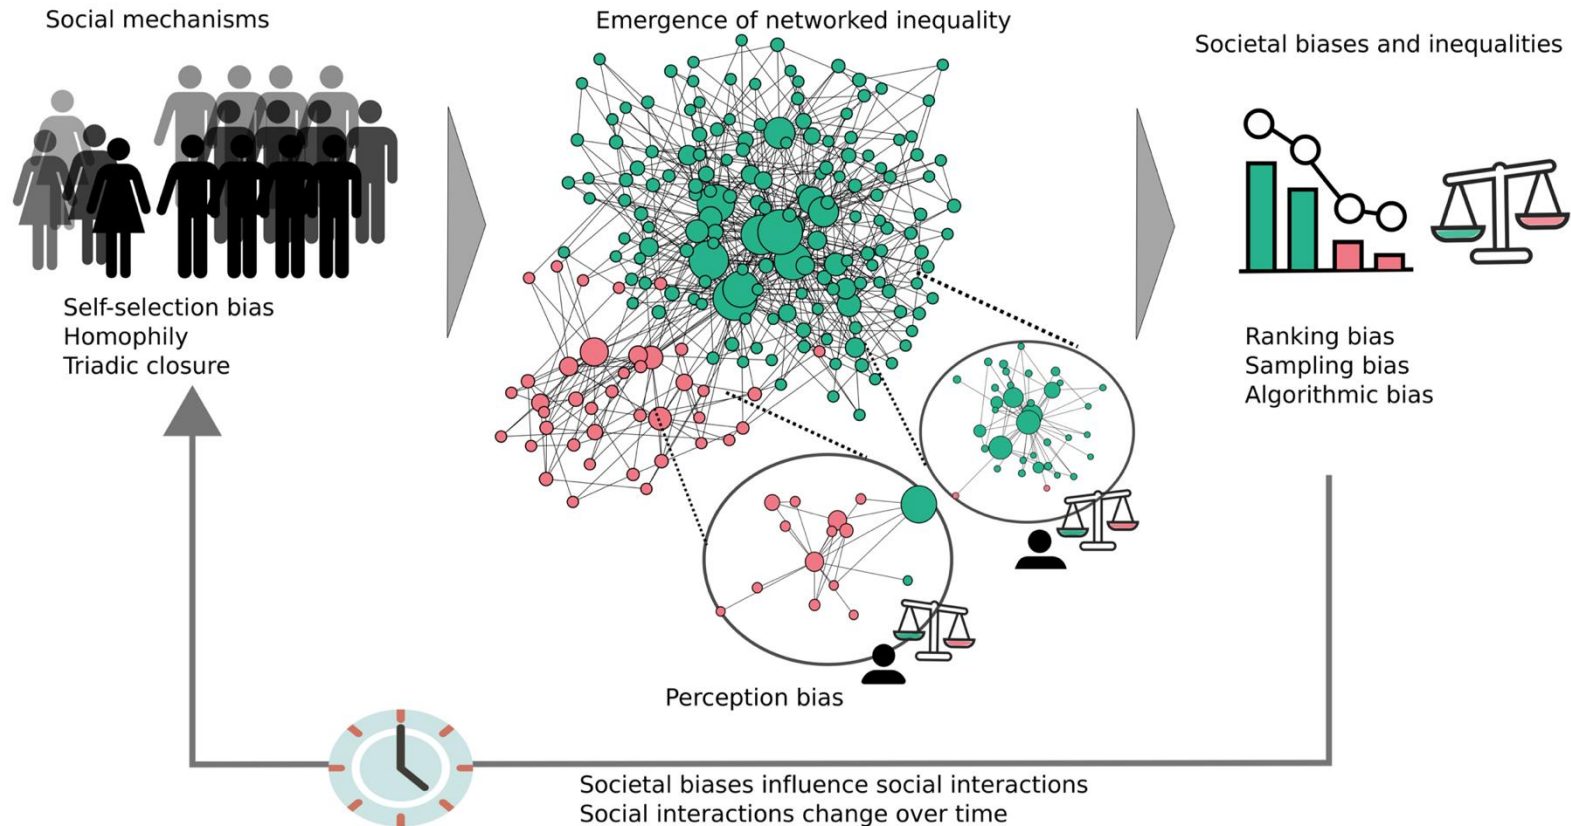 Social mechanisms
Emergence of networked inequality
Societal biases and inequalities
Self-selection bias
Homophily
Triadic closure
Ranking bias
Sampling bias
Algorithmic bias
Perception bias
Societal biases influence social interactions
Social interactions change over time